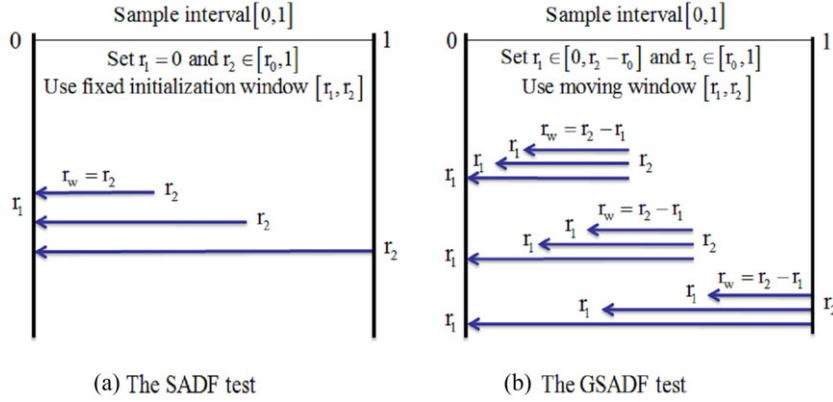 Sample interval[0,1]
0
1
Set r₁ = 0 and r₂ ∈ [r₀,1]
Use fixed initialization window [r₁,r₂]
r_w = r₂
r₂
r₁
r₂
r₂
(a) The SADF test
Sample interval[0,1]
0
1
Set r₁ ∈ [0,r₂ − r₀] and r₂ ∈ [r₀,1]
Use moving window [r₁,r₂]
r_w = r₂ − r₁
r₁
r₁
r₂
r₁
r_w = r₂ − r₁
r₁
r₁
r₂
r₁
r_w = r₂ − r₁
r₁
r₁
r₂
r₁
(b) The GSADF test